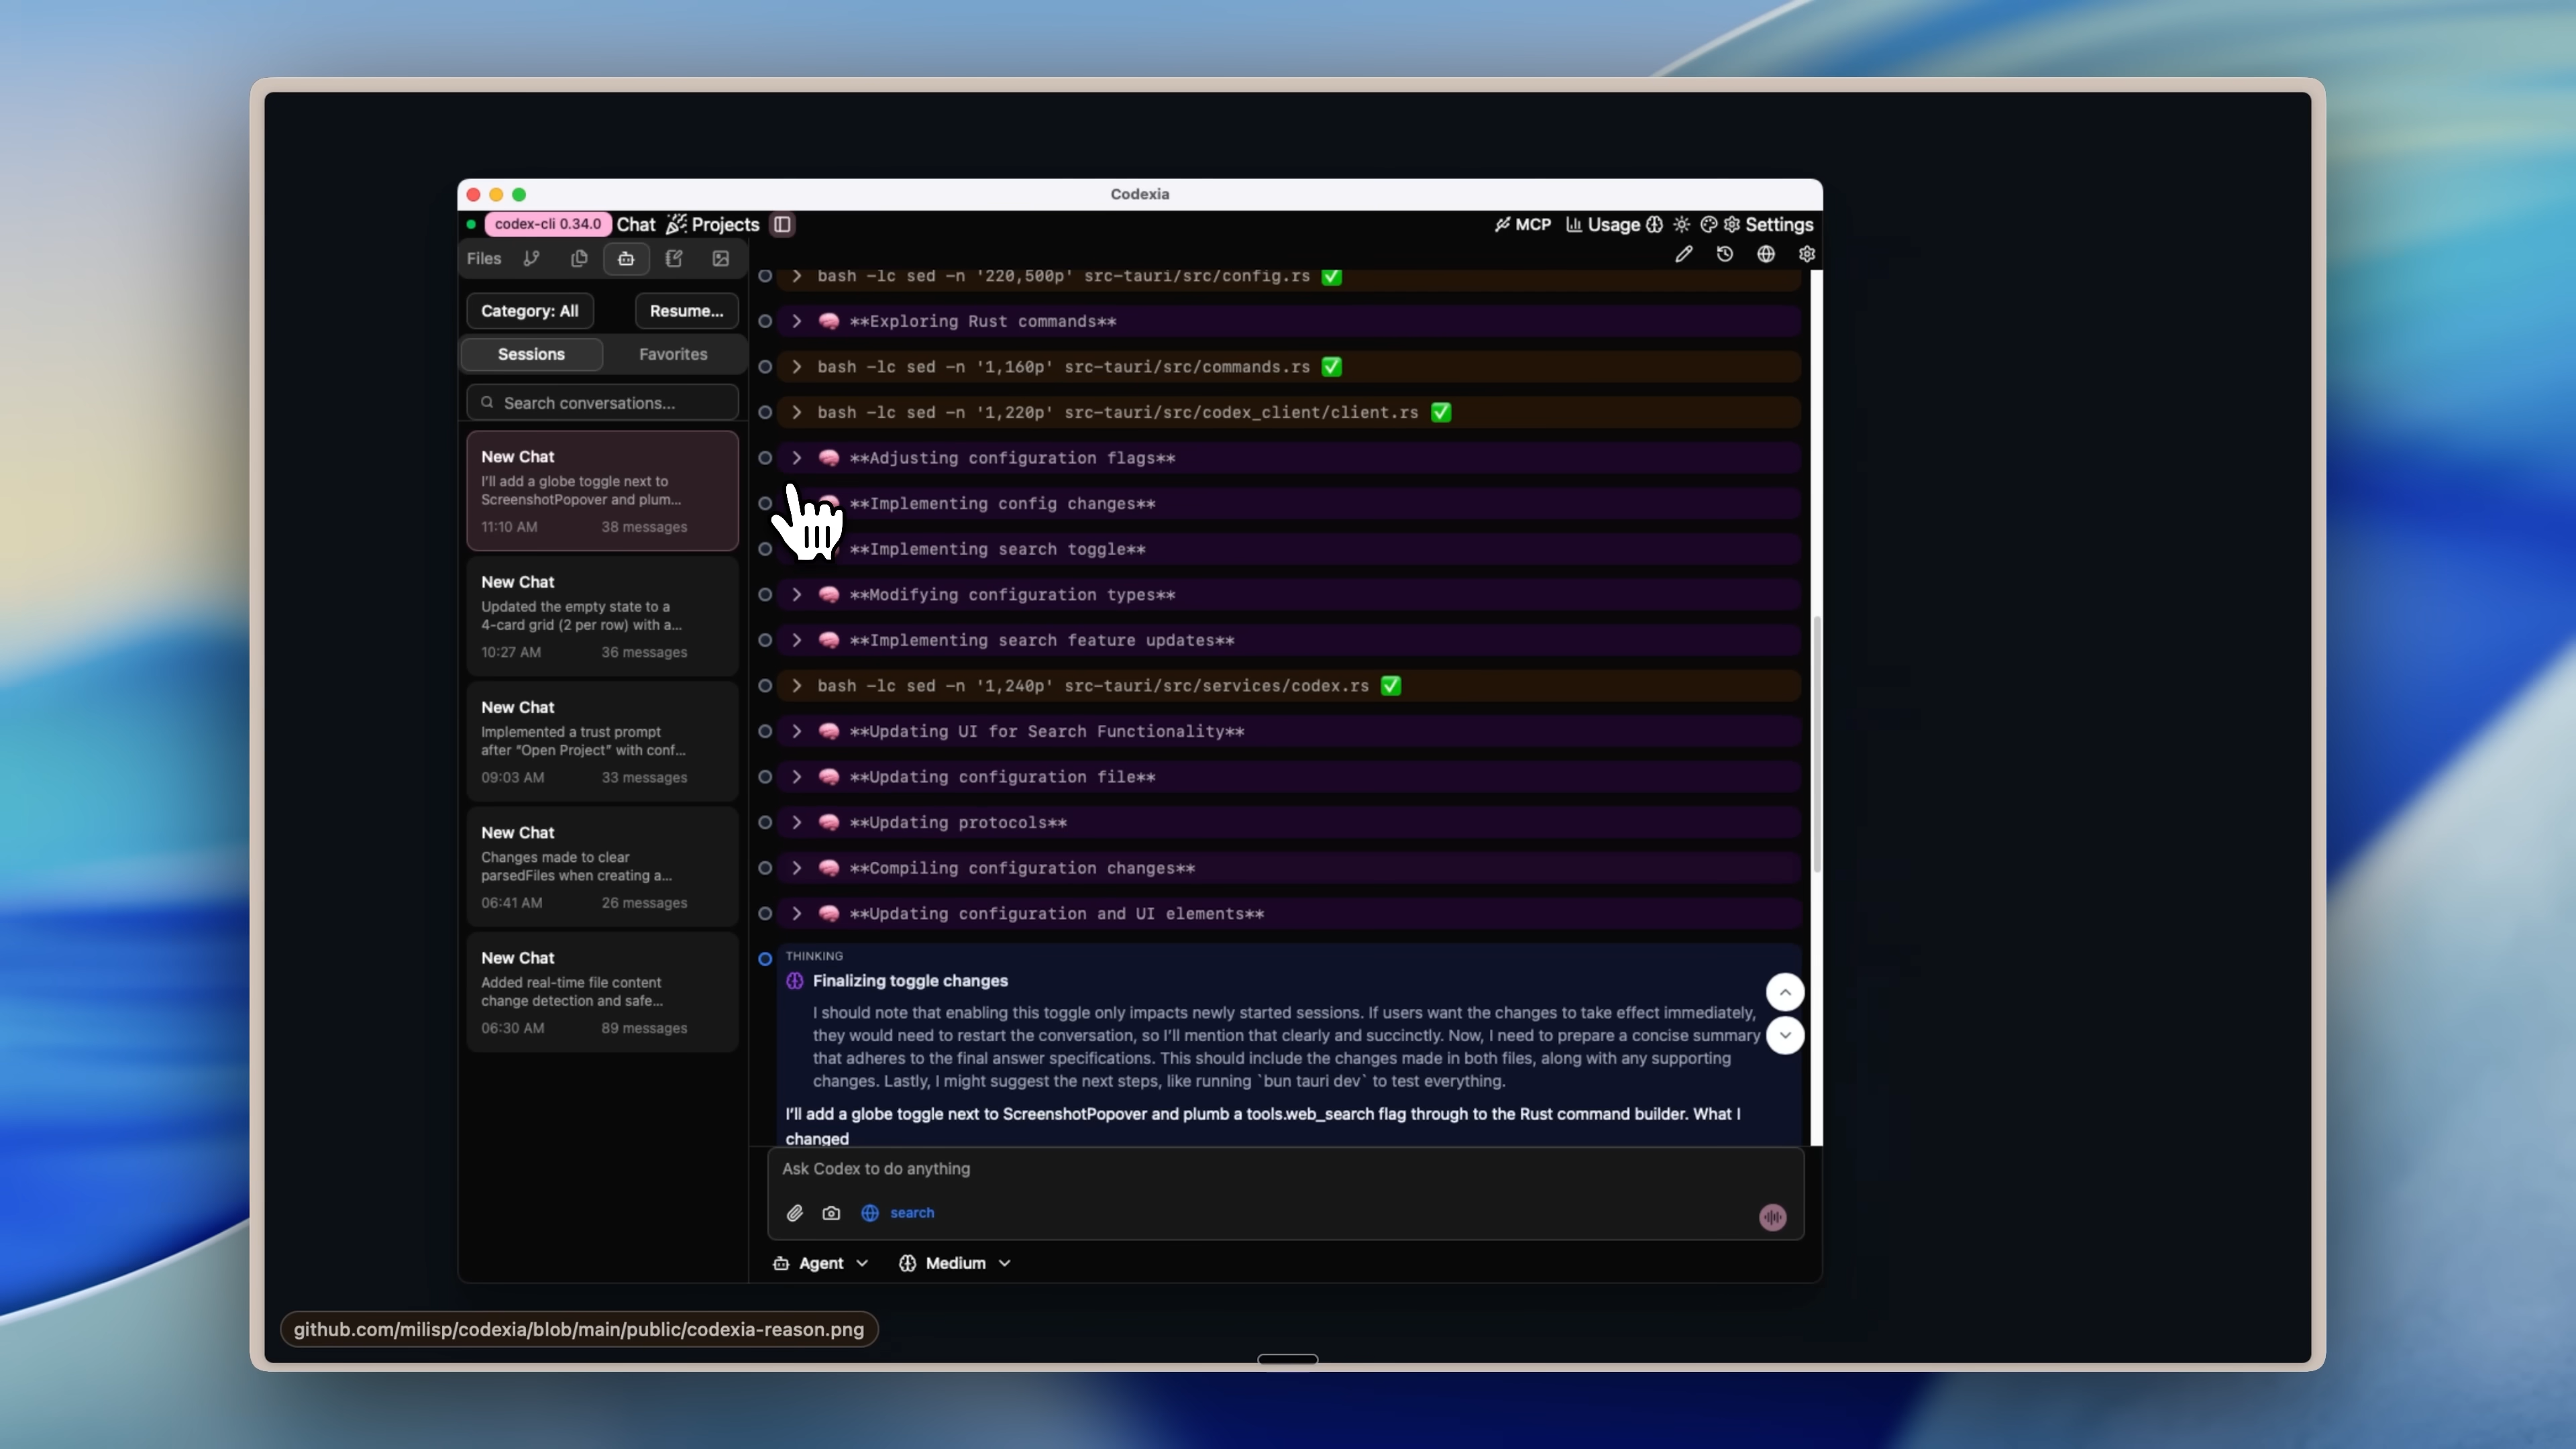 Codexia
codex-cli 0.34.0 Chat Projects MCP Usage Settings
Files
Category: All Resume...
Sessions Favorites
Search conversations...
New Chat
I'll add a globe toggle next to
ScreenshotPopover and plum...
11:10 AM 38 messages
New Chat
Updated the empty state to a
4-card grid (2 per row) with a...
10:27 AM 36 messages
New Chat
Implemented a trust prompt
after “Open Project” with conf...
09:03 AM 33 messages
New Chat
Changes made to clear
parsedFiles when creating a...
06:41 AM 26 messages
New Chat
Added real-time file content
change detection and safe...
06:30 AM 89 messages
bash -lc sed -n '220,500p' src-tauri/src/config.rs ✅
🧠 **Exploring Rust commands**
bash -lc sed -n '1,160p' src-tauri/src/commands.rs ✅
bash -lc sed -n '1,220p' src-tauri/src/codex_client/client.rs ✅
🧠 **Adjusting configuration flags**
**Implementing config changes**
**Implementing search toggle**
🧠 **Modifying configuration types**
🧠 **Implementing search feature updates**
bash -lc sed -n '1,240p' src-tauri/src/services/codex.rs ✅
🧠 **Updating UI for Search Functionality**
🧠 **Updating configuration file**
🧠 **Updating protocols**
🧠 **Compiling configuration changes**
🧠 **Updating configuration and UI elements**
THINKING
Finalizing toggle changes
I should note that enabling this toggle only impacts newly started sessions. If users want the changes to take effect immediately,
they would need to restart the conversation, so I'll mention that clearly and succinctly. Now, I need to prepare a concise summary
that adheres to the final answer specifications. This should include the changes made in both files, along with any supporting
changes. Lastly, I might suggest the next steps, like running `bun tauri dev` to test everything.
I'll add a globe toggle next to ScreenshotPopover and plumb a tools.web_search flag through to the Rust command builder. What I
changed
Ask Codex to do anything
search
Agent Medium
github.com/milisp/codexia/blob/main/public/codexia-reason.png